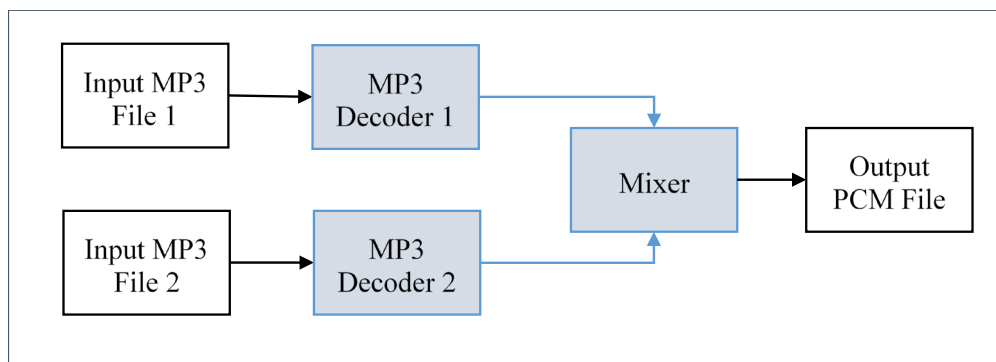 Input MP3
File 1
MP3
Decoder 1
Mixer
Output
PCM File
Input MP3
File 2
MP3
Decoder 2